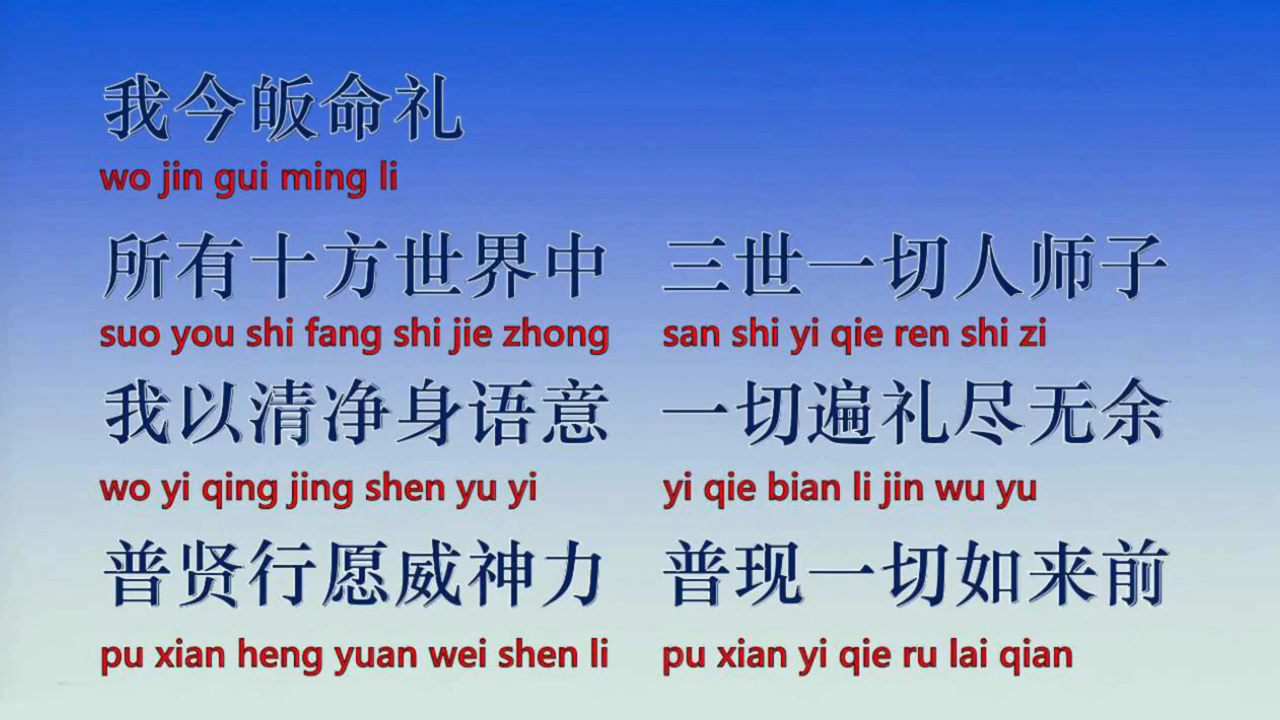 我今皈命礼
wo jin gui ming li
所有十方世界中 三世一切人师子
suo you shi fang shi jie zhong san shi yi qie ren shi zi
我以清净身语意 一切遍礼尽无余
wo yi qing jing shen yu yi yi qie bian li jin wu yu
普贤行愿威神力 普现一切如来前
pu xian heng yuan wei shen li pu xian yi qie ru lai qian